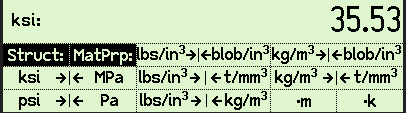 ksi: 35.53
Struct: MatPrp: lbs/in³→|←blob/in³ kg/m³→|←blob/in³
ksi →|← MPa lbs/in³→|←t/mm³ kg/m³→|←t/mm³
psi →|← Pa lbs/in³→|←kg/m³ ·m ·k